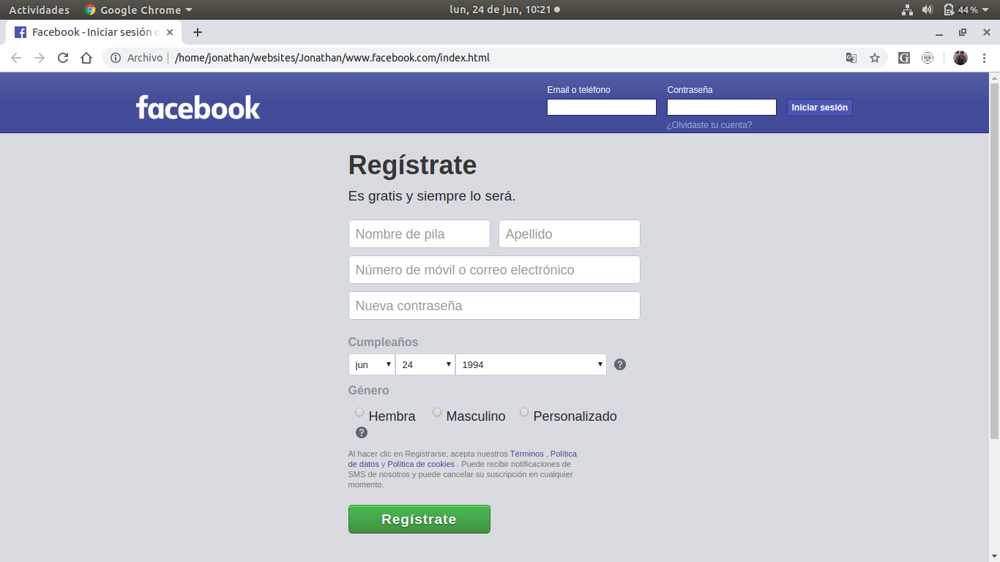 Actividades Google Chrome lun, 24 de jun, 10:21 44 %
Facebook - Iniciar sesión o
Archivo /home/jonathan/websites/Jonathan/www.facebook.com/index.html
Email o teléfono Contraseña
facebook Iniciar sesión
¿Olvidaste tu cuenta?
Regístrate
Es gratis y siempre lo será.
Nombre de pila Apellido
Número de móvil o correo electrónico
Nueva contraseña
Cumpleaños
jun 24 1994 ?
Género
Hembra Masculino Personalizado
?
Al hacer clic en Registrarse, acepta nuestros Términos , Política
de datos y Política de cookies . Puede recibir notificaciones de
SMS de nosotros y puede cancelar su suscripción en cualquier
momento.
Regístrate